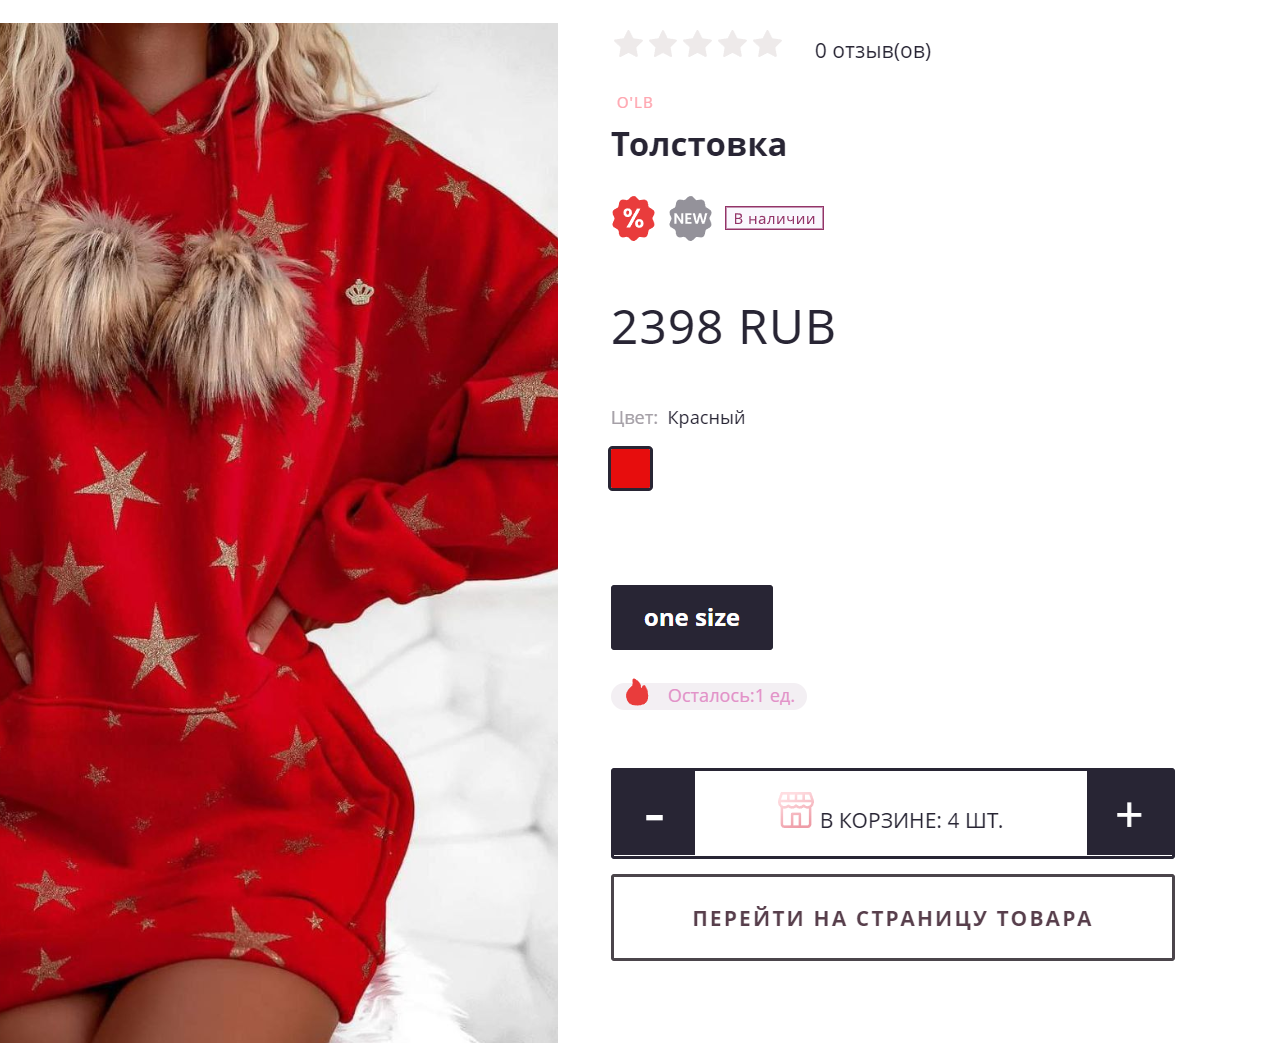 0 отзыв(ов)
O'LB
Толстовка
%
NEW
В наличии
2398 RUB
Цвет: Красный
one size
Осталось:1 ед.
- В КОРЗИНЕ: 4 ШТ. +
ПЕРЕЙТИ НА СТРАНИЦУ ТОВАРА